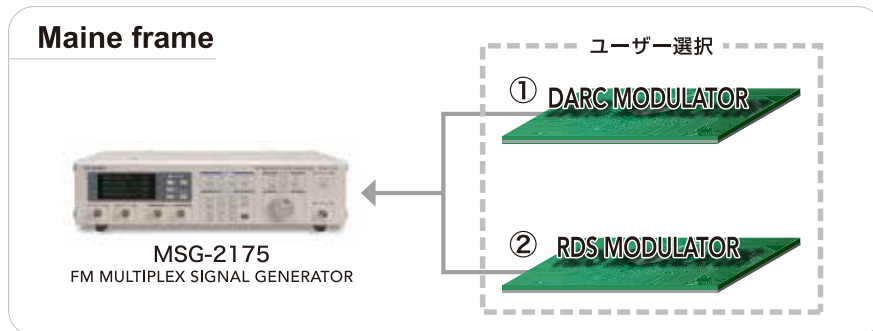 Maine frame
ユーザー選択
① DARC MODULATOR
② RDS MODULATOR
MSG-2175
FM MULTIPLEX SIGNAL GENERATOR